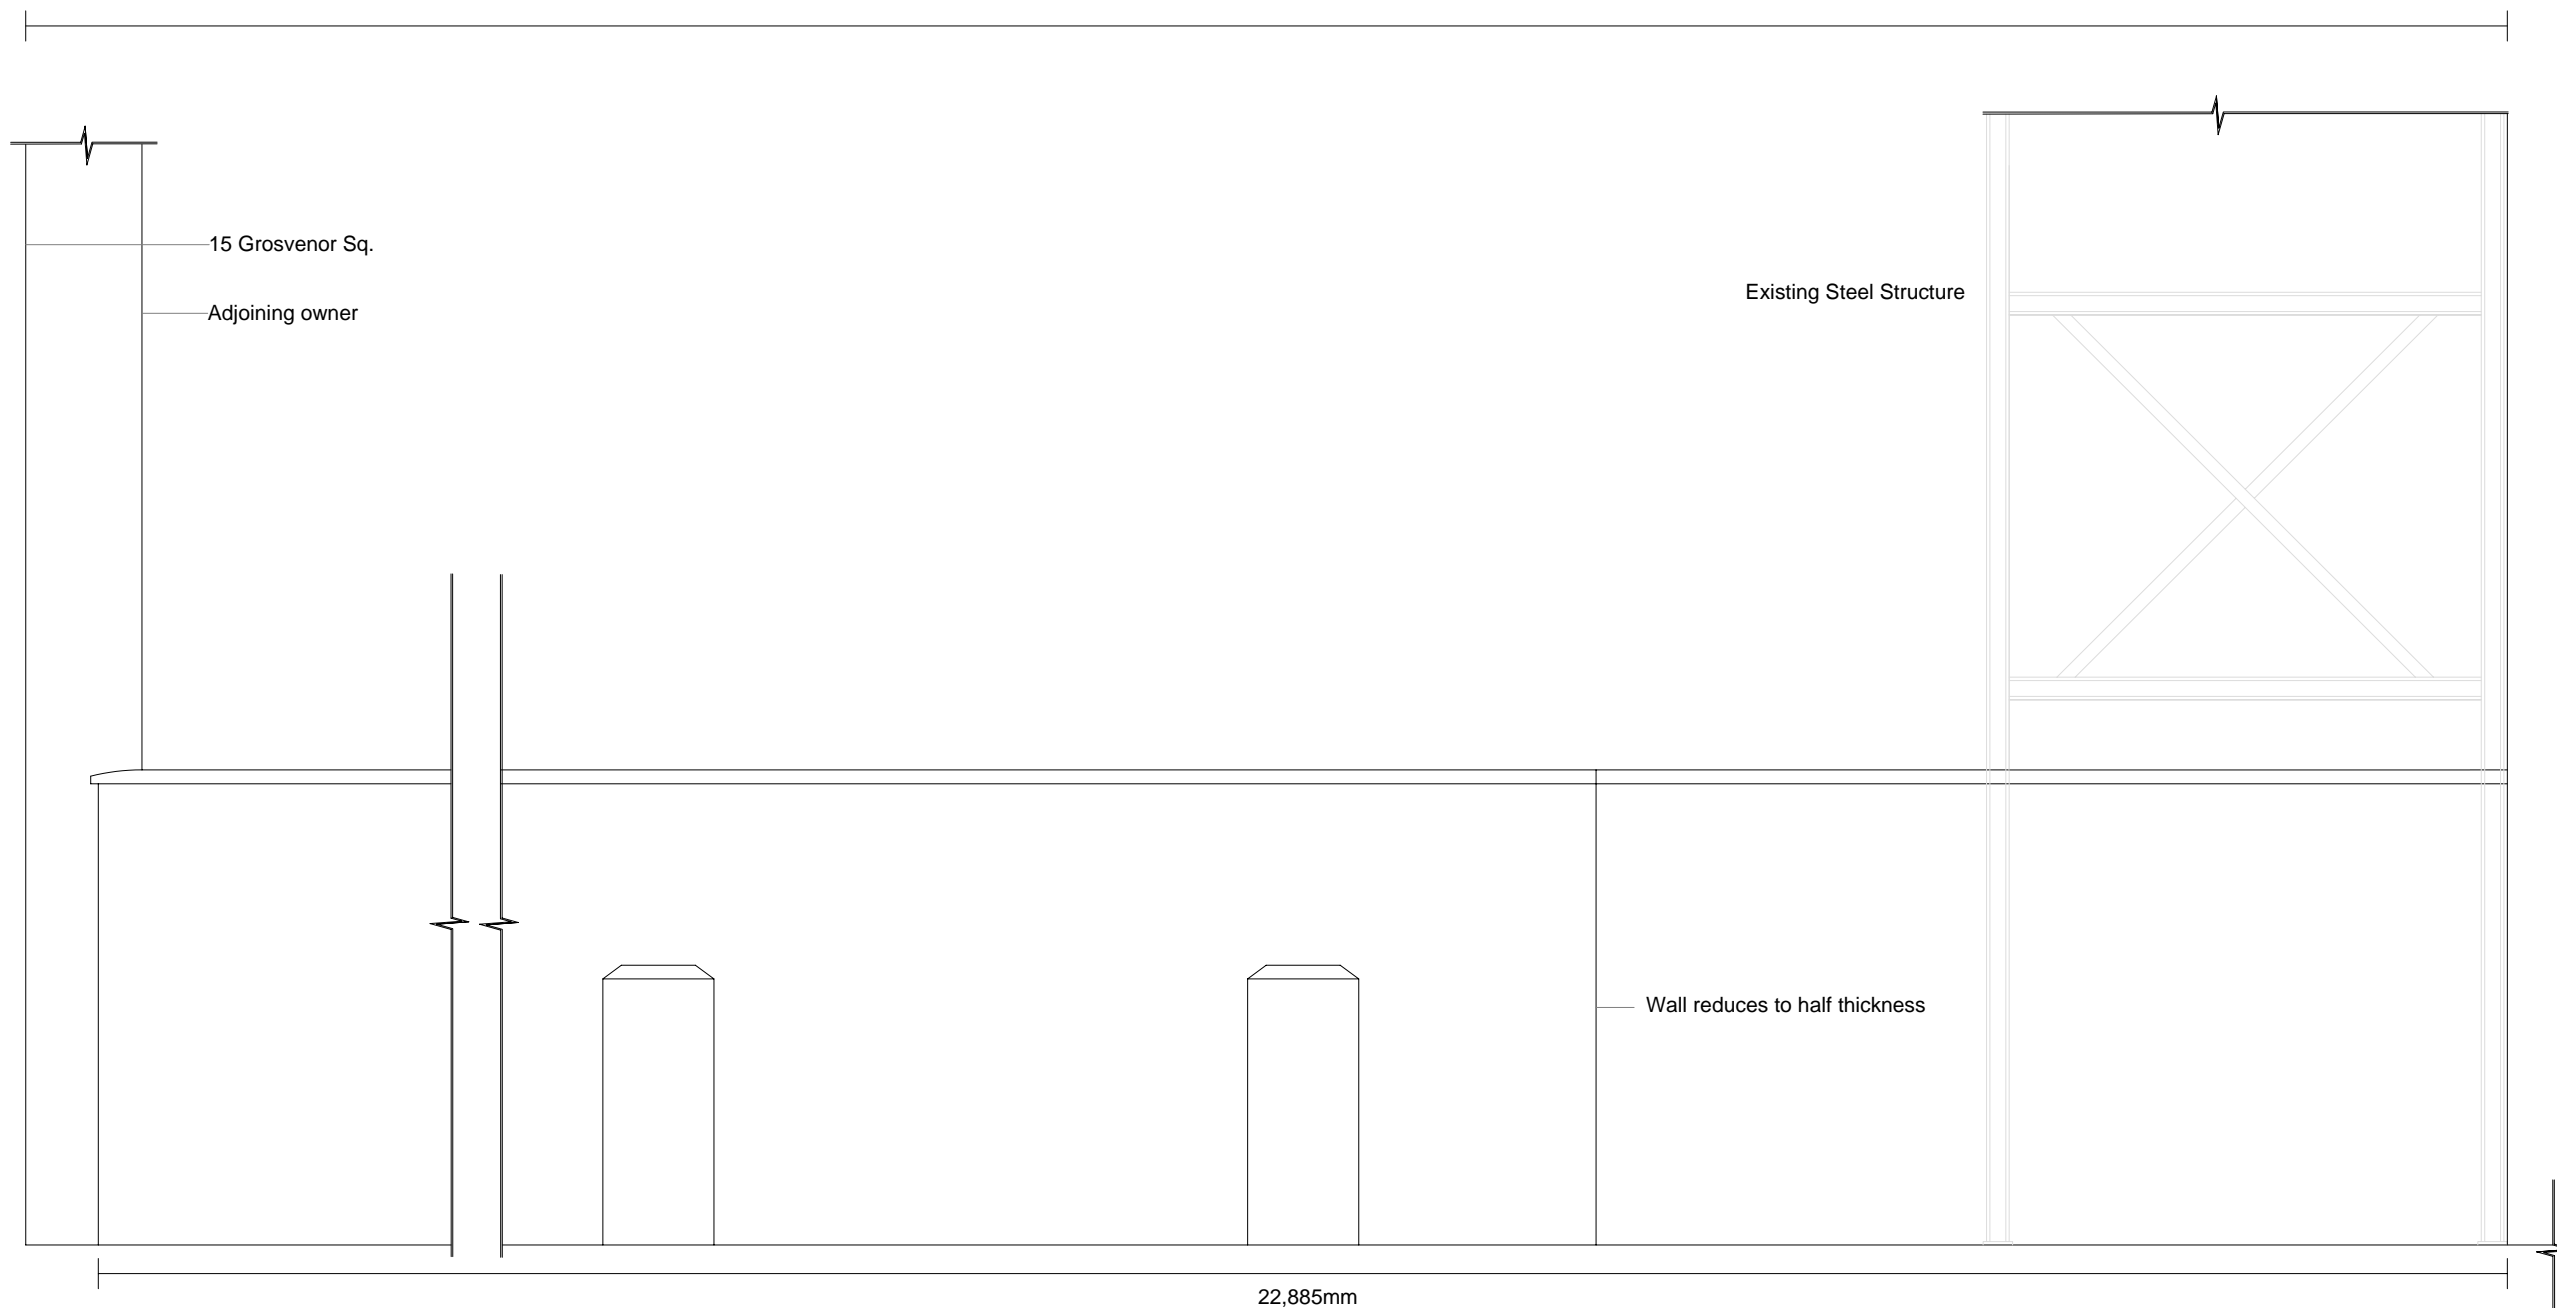 15 Grosvenor Sq.
Existing Steel Structure
Adjoining owner
Wall reduces to half thickness
22,885mm